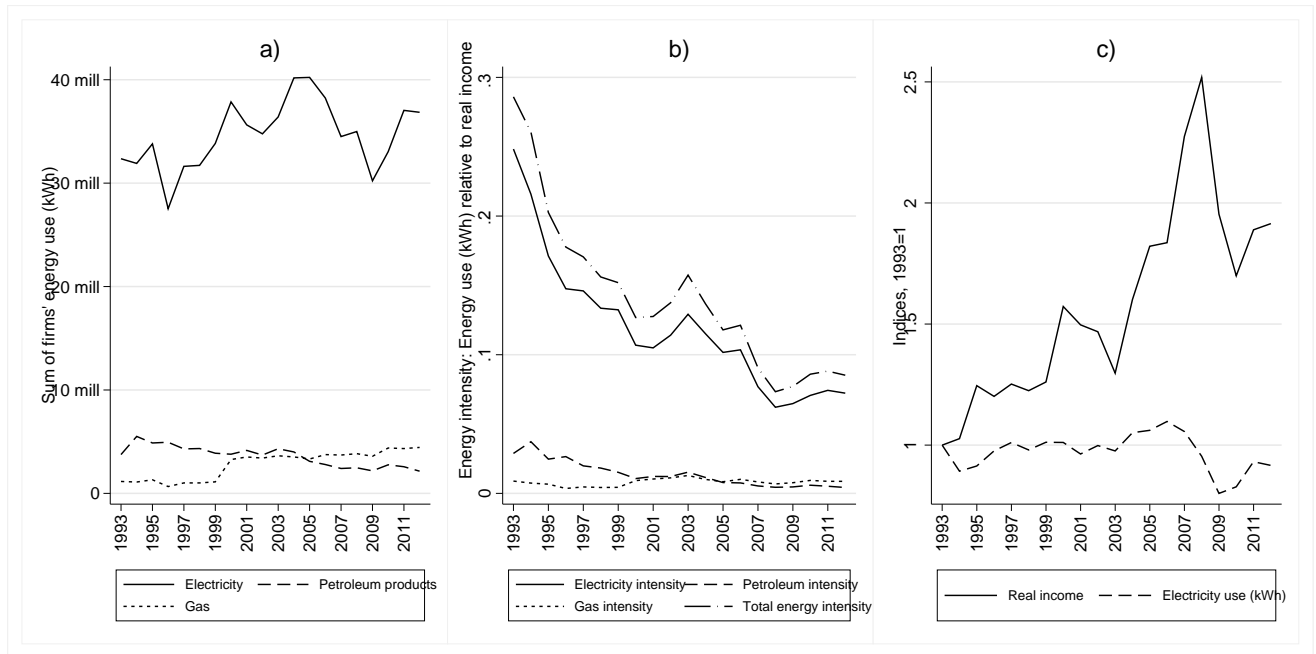 a)
Sum of firms' energy use (kWh)
40 mill
30 mill
20 mill
10 mill
0
1993
1995
1997
1999
2001
2003
2005
2007
2009
2011
Electricity
Petroleum products
Gas
b)
Energy intensity: Energy use (kWh) relative to real income
.3
.2
.1
0
1993
1995
1997
1999
2001
2003
2005
2007
2009
2011
Electricity intensity
Petroleum intensity
Gas intensity
Total energy intensity
c)
Indices, 1993=1
2.5
2
1.5
1
1993
1995
1997
1999
2001
2003
2005
2007
2009
2011
Real income
Electricity use (kWh)